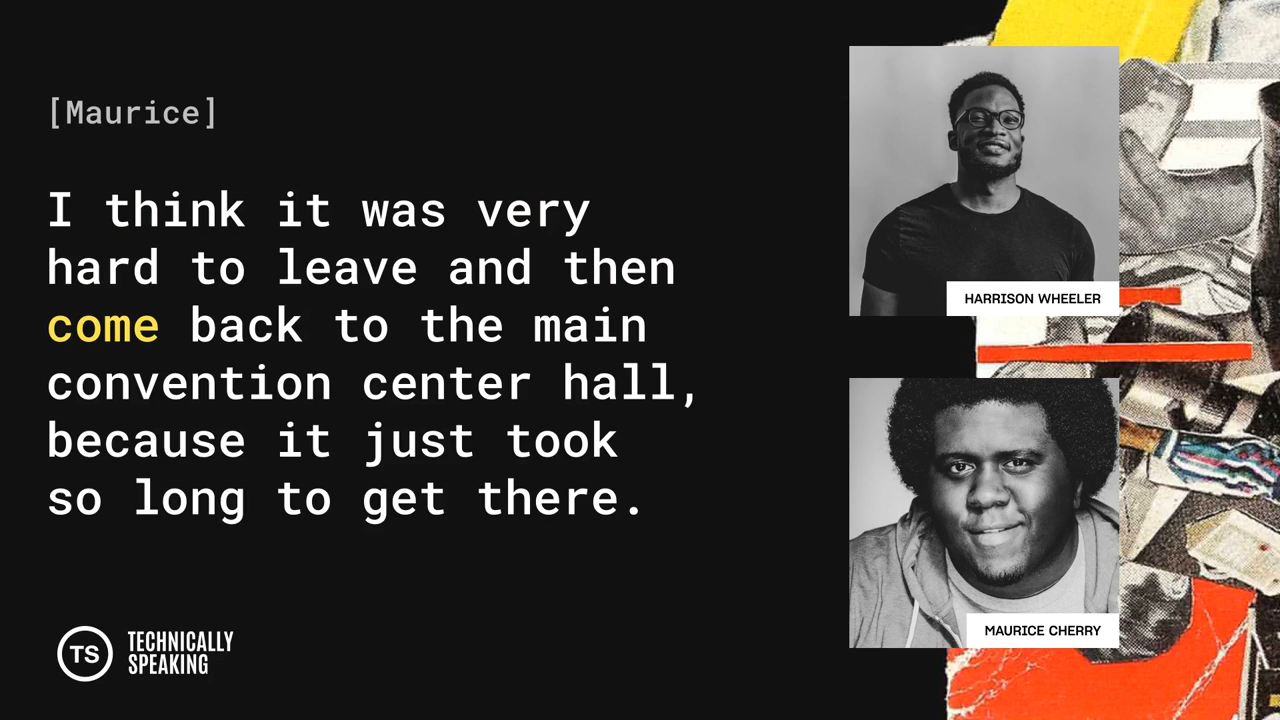 [Maurice]
I think it was very
hard to leave and then
come back to the main
convention center hall,
because it just took
so long to get there.
HARRISON WHEELER
MAURICE CHERRY
TS
TECHNICALLY
SPEAKING